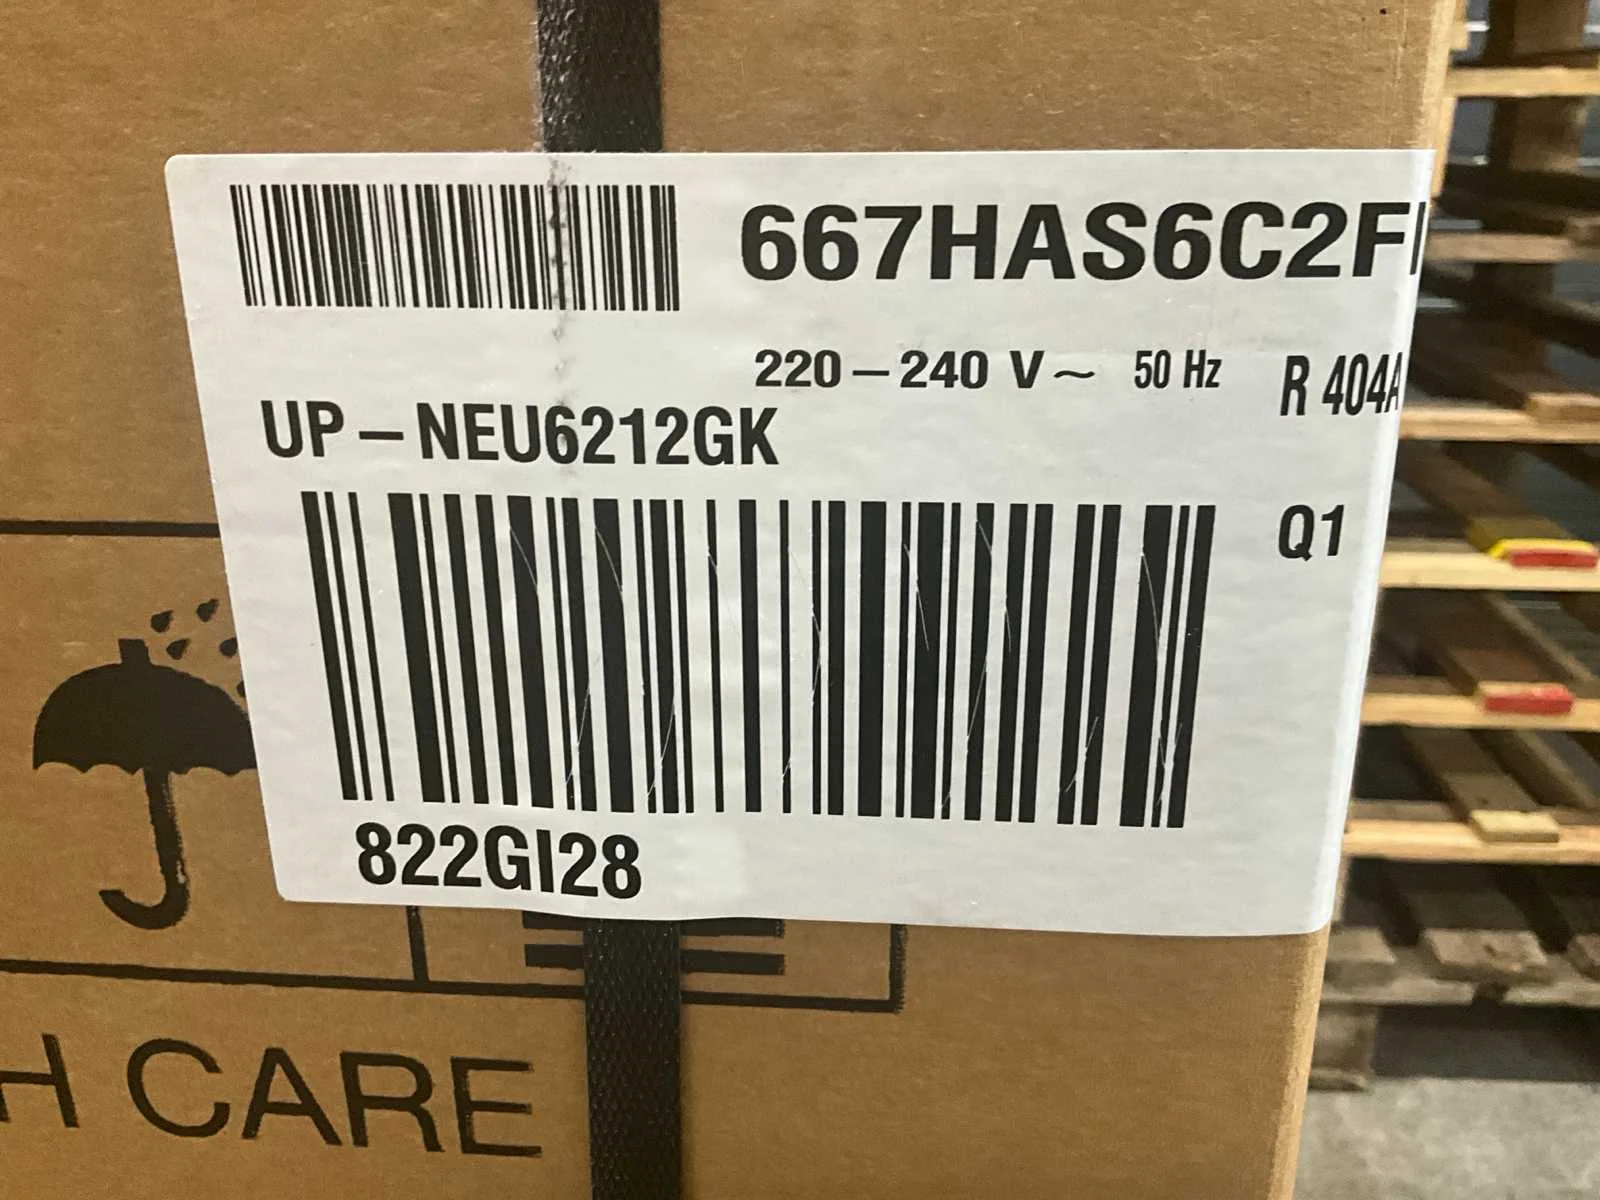 667HAS6C2F
220–240 V~ 50 Hz R 404A
UP–NEU6212GK
Q1
822GI28
H CARE